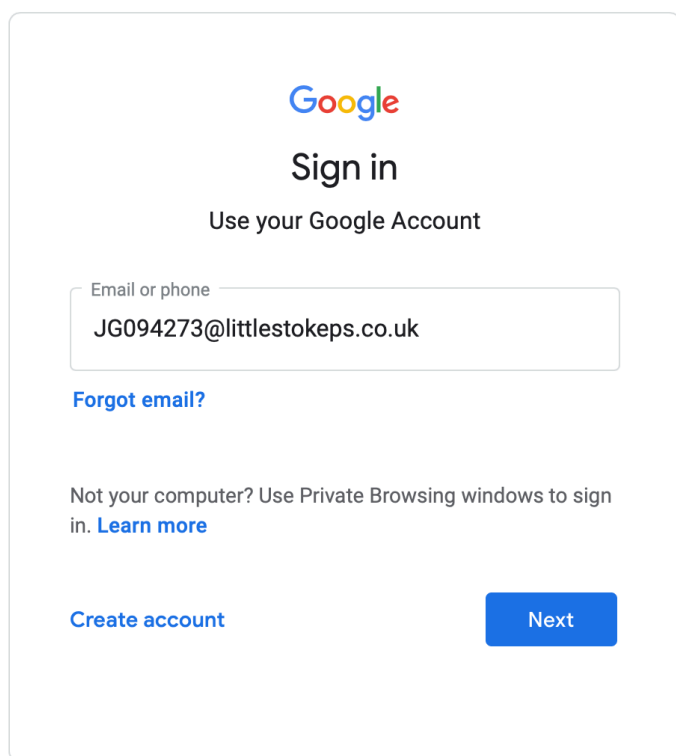 Google
Sign in
Use your Google Account
Email or phone
JG094273@littlestokeps.co.uk
Forgot email?
Not your computer? Use Private Browsing windows to sign
in. Learn more
Create account
Next